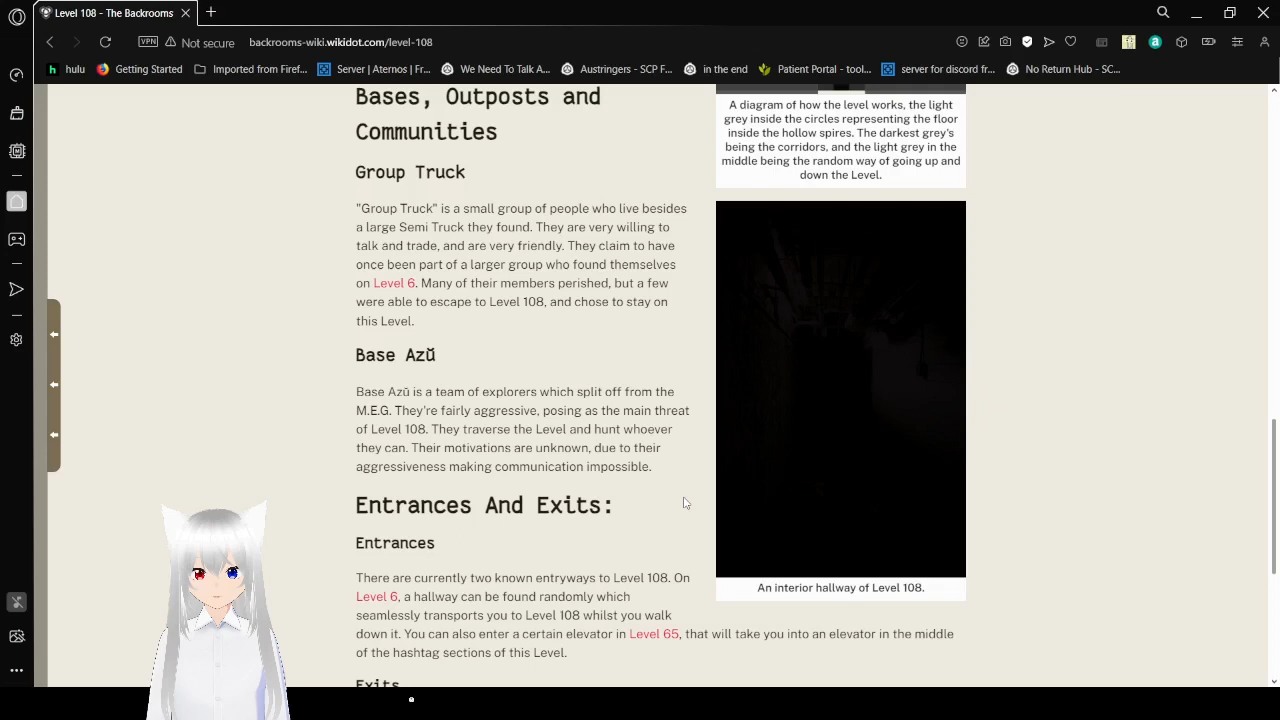 Level 108 - The Backrooms
VPN
Not secure
backrooms-wiki.wikidot.com/level-108
hulu
Getting Started
Imported from Firef...
Server | Aternos | Fr...
We Need To Talk A...
Austringers - SCP F...
in the end
Patient Portal - tool...
server for discord fr...
No Return Hub - SC...
Bases, Outposts and
Communities
Group Truck
"Group Truck" is a small group of people who live besides
a large Semi Truck they found. They are very willing to
talk and trade, and are very friendly. They claim to have
once been part of a larger group who found themselves
on Level 6. Many of their members perished, but a few
were able to escape to Level 108, and chose to stay on
this Level.
Base Azŭ
Base Azŭ is a team of explorers which split off from the
M.E.G. They're fairly aggressive, posing as the main threat
of Level 108. They traverse the Level and hunt whoever
they can. Their motivations are unknown, due to their
aggressiveness making communication impossible.
Entrances And Exits:
Entrances
There are currently two known entryways to Level 108. On
Level 6, a hallway can be found randomly which
seamlessly transports you to Level 108 whilst you walk
down it. You can also enter a certain elevator in Level 65, that will take you into an elevator in the middle
of the hashtag sections of this Level.
Exits
A diagram of how the level works, the light
grey inside the circles representing the floor
inside the hollow spires. The darkest grey's
being the corridors, and the light grey in the
middle being the random way of going up and
down the Level.
An interior hallway of Level 108.